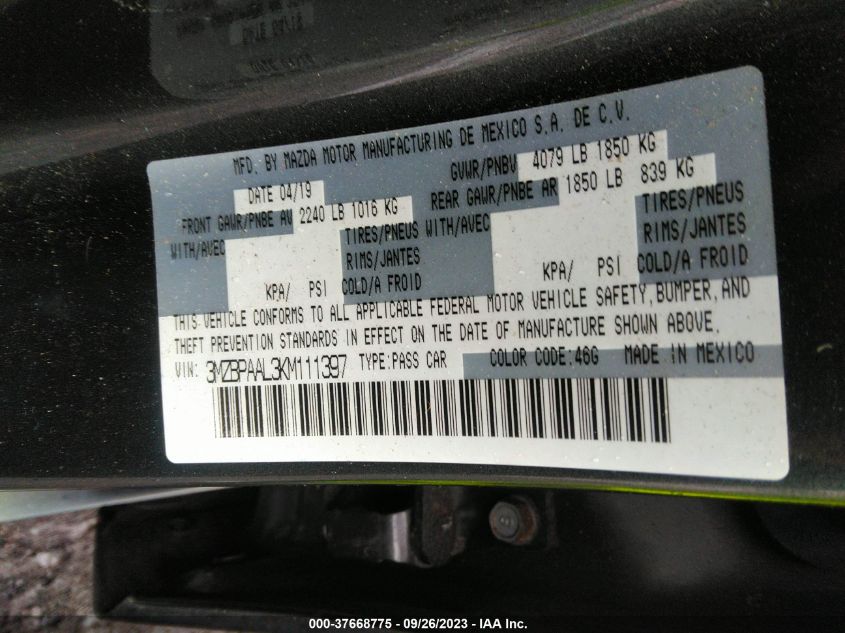 MFD. BY MAZDA MOTOR MANUFACTURING DE MEXICO S.A. DE C.V.
DATE 04/19 GVWR/PNBV 4079 LB 1850 KG
FRONT GAWR/PNBE AV 2240 LB 1016 KG REAR GAWR/PNBE AR 1850 LB 839 KG
WITH/AVEC TIRES/PNEUS WITH/AVEC TIRES/PNEUS
RIMS/JANTES RIMS/JANTES
KPA/ PSI COLD/A FROID KPA/ PSI COLD/A FROID
THIS VEHICLE CONFORMS TO ALL APPLICABLE FEDERAL MOTOR VEHICLE SAFETY, BUMPER, AND
THEFT PREVENTION STANDARDS IN EFFECT ON THE DATE OF MANUFACTURE SHOWN ABOVE.
VIN: 3MZBPAAL3KM111397 TYPE:PASS CAR COLOR CODE:46G MADE IN MEXICO
000-37668775 - 09/26/2023 - IAA Inc.